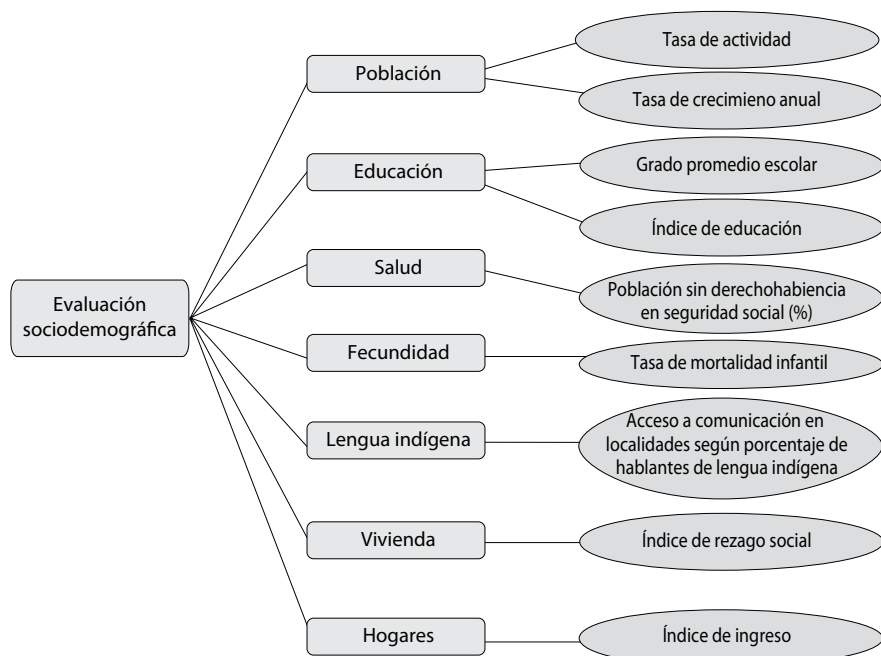 Evaluación
sociodemográfica
Población
Tasa de actividad
Tasa de crecimieno anual
Educación
Grado promedio escolar
Índice de educación
Salud
Población sin derechohabiencia
en seguridad social (%)
Fecundidad
Tasa de mortalidad infantil
Lengua indígena
Acceso a comunicación en
localidades según porcentaje de
hablantes de lengua indígena
Vivienda
Índice de rezago social
Hogares
Índice de ingreso